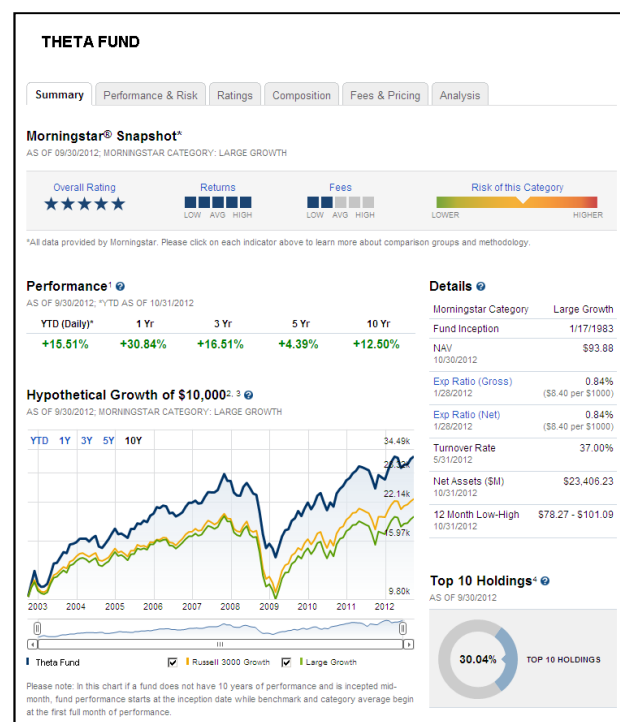 THETA FUND
Summary Performance & Risk Ratings Composition Fees & Pricing Analysis
Morningstar® Snapshot*
AS OF 09/30/2012; MORNINGSTAR CATEGORY: LARGE GROWTH
Overall Rating Returns Fees Risk of this Category
LOW AVG HIGH LOW AVG HIGH LOWER HIGHER
*All data provided by Morningstar. Please click on each indicator above to learn more about comparison groups and methodology.
Performance¹ ?
AS OF 9/30/2012; *YTD AS OF 10/31/2012
YTD (Daily)* 1 Yr 3 Yr 5 Yr 10 Yr
+15.51% +30.84% +16.51% +4.39% +12.50%
Hypothetical Growth of $10,000²˒ ³ ?
AS OF 9/30/2012; MORNINGSTAR CATEGORY: LARGE GROWTH
YTD 1Y 3Y 5Y 10Y
34.49k
22.14k
15.97k
9.80k
2003 2004 2005 2006 2007 2008 2009 2010 2011 2012
Theta Fund Russell 3000 Growth Large Growth
Please note: In this chart if a fund does not have 10 years of performance and is incepted mid-
month, fund performance starts at the inception date while benchmark and category average begin
at the first full month of performance.
Details ?
Morningstar Category Large Growth
Fund Inception 1/17/1983
NAV $93.88
10/30/2012
Exp Ratio (Gross) 0.84%
1/28/2012 ($8.40 per $1000)
Exp Ratio (Net) 0.84%
1/28/2012 ($8.40 per $1000)
Turnover Rate 37.00%
5/31/2012
Net Assets ($M) $23,406.23
10/31/2012
12 Month Low-High $78.27 - $101.09
10/31/2012
Top 10 Holdings⁴ ?
AS OF 9/30/2012
30.04% TOP 10 HOLDINGS